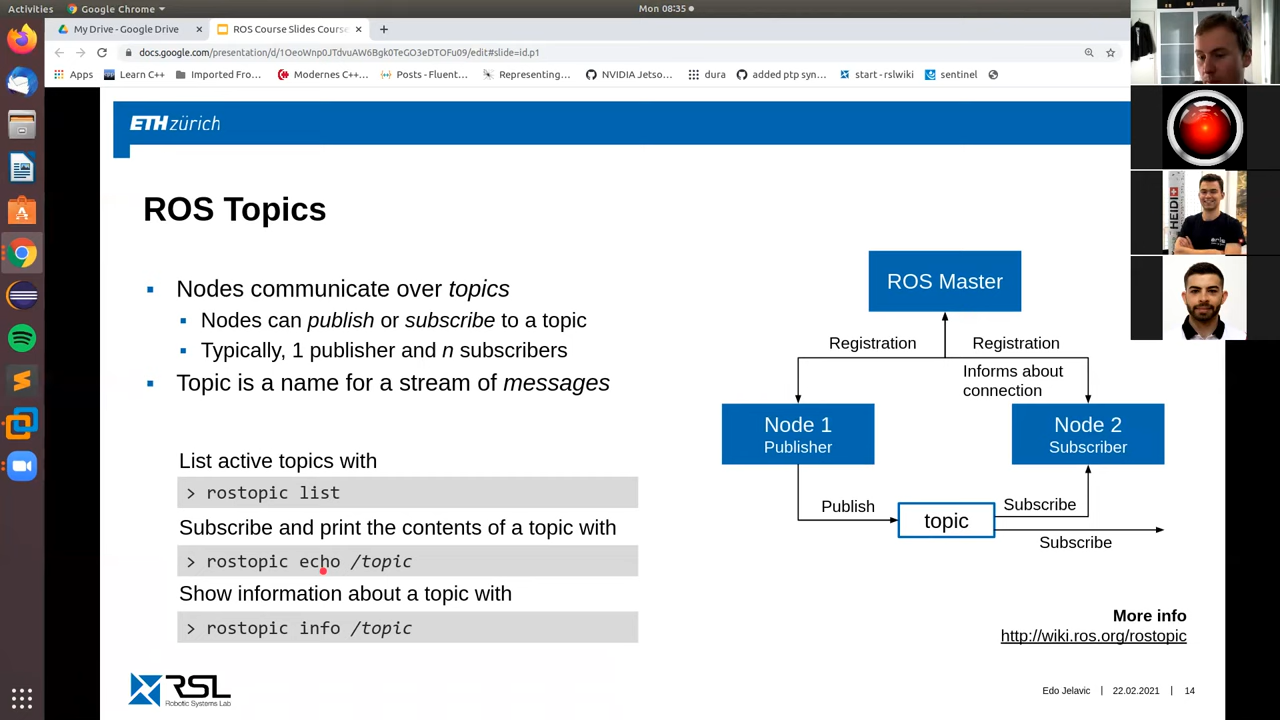 Activities
Google Chrome
Mon 08:35
My Drive - Google Drive
ROS Course Slides Course
docs.google.com/presentation/d/1OeoWnp0JTdvuAW6Bgk0TeGO3eDTOFu09/edit#slide=id.p1
Apps
Learn C++
Imported Fro...
Modernes C++...
Posts - Fluent...
Representing...
NVIDIA Jetso...
dura
added ptp syn...
start - rslwiki
sentinel
ETH zürich
ROS Topics
Nodes communicate over topics
Nodes can publish or subscribe to a topic
Typically, 1 publisher and n subscribers
Topic is a name for a stream of messages
List active topics with
> rostopic list
Subscribe and print the contents of a topic with
> rostopic echo /topic
Show information about a topic with
> rostopic info /topic
ROS Master
Registration
Registration
Informs about
connection
Node 1
Publisher
Node 2
Subscriber
Publish
topic
Subscribe
Subscribe
More info
http://wiki.ros.org/rostopic
RSL
Robotic Systems Lab
Edo Jelavic | 22.02.2021 | 14
HEIDI